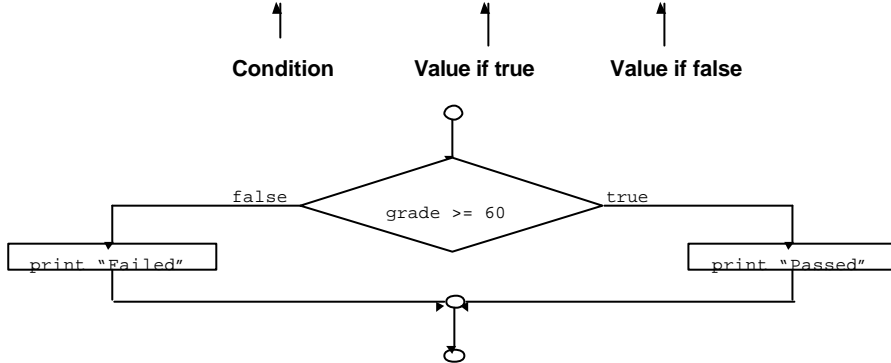 Condition Value if true Value if false
false true
grade >= 60
print “Failed” print “Passed”